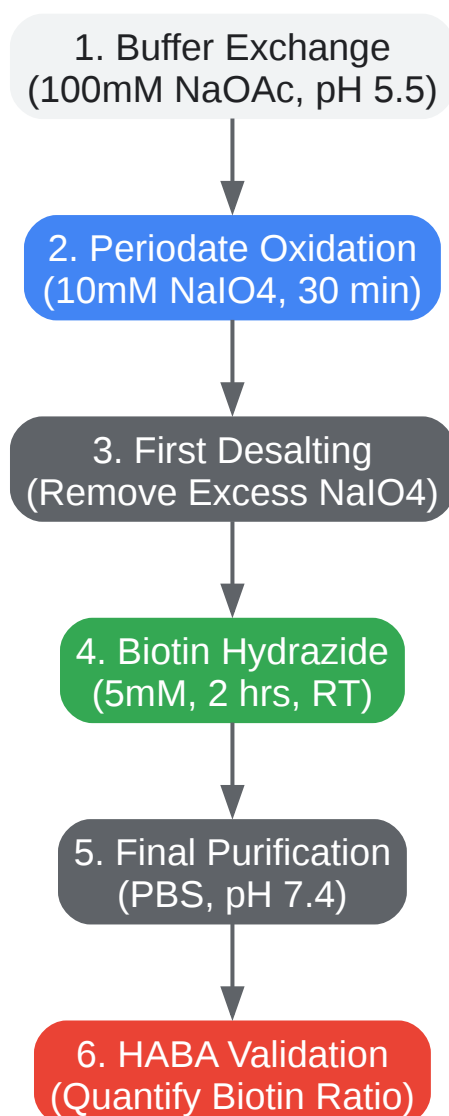 1. Buffer Exchange
(100mM NaOAc, pH 5.5)
2. Periodate Oxidation
(10mM NaIO4, 30 min)
3. First Desalting
(Remove Excess NaIO4)
4. Biotin Hydrazide
(5mM, 2 hrs, RT)
5. Final Purification
(PBS, pH 7.4)
6. HABA Validation
(Quantify Biotin Ratio)